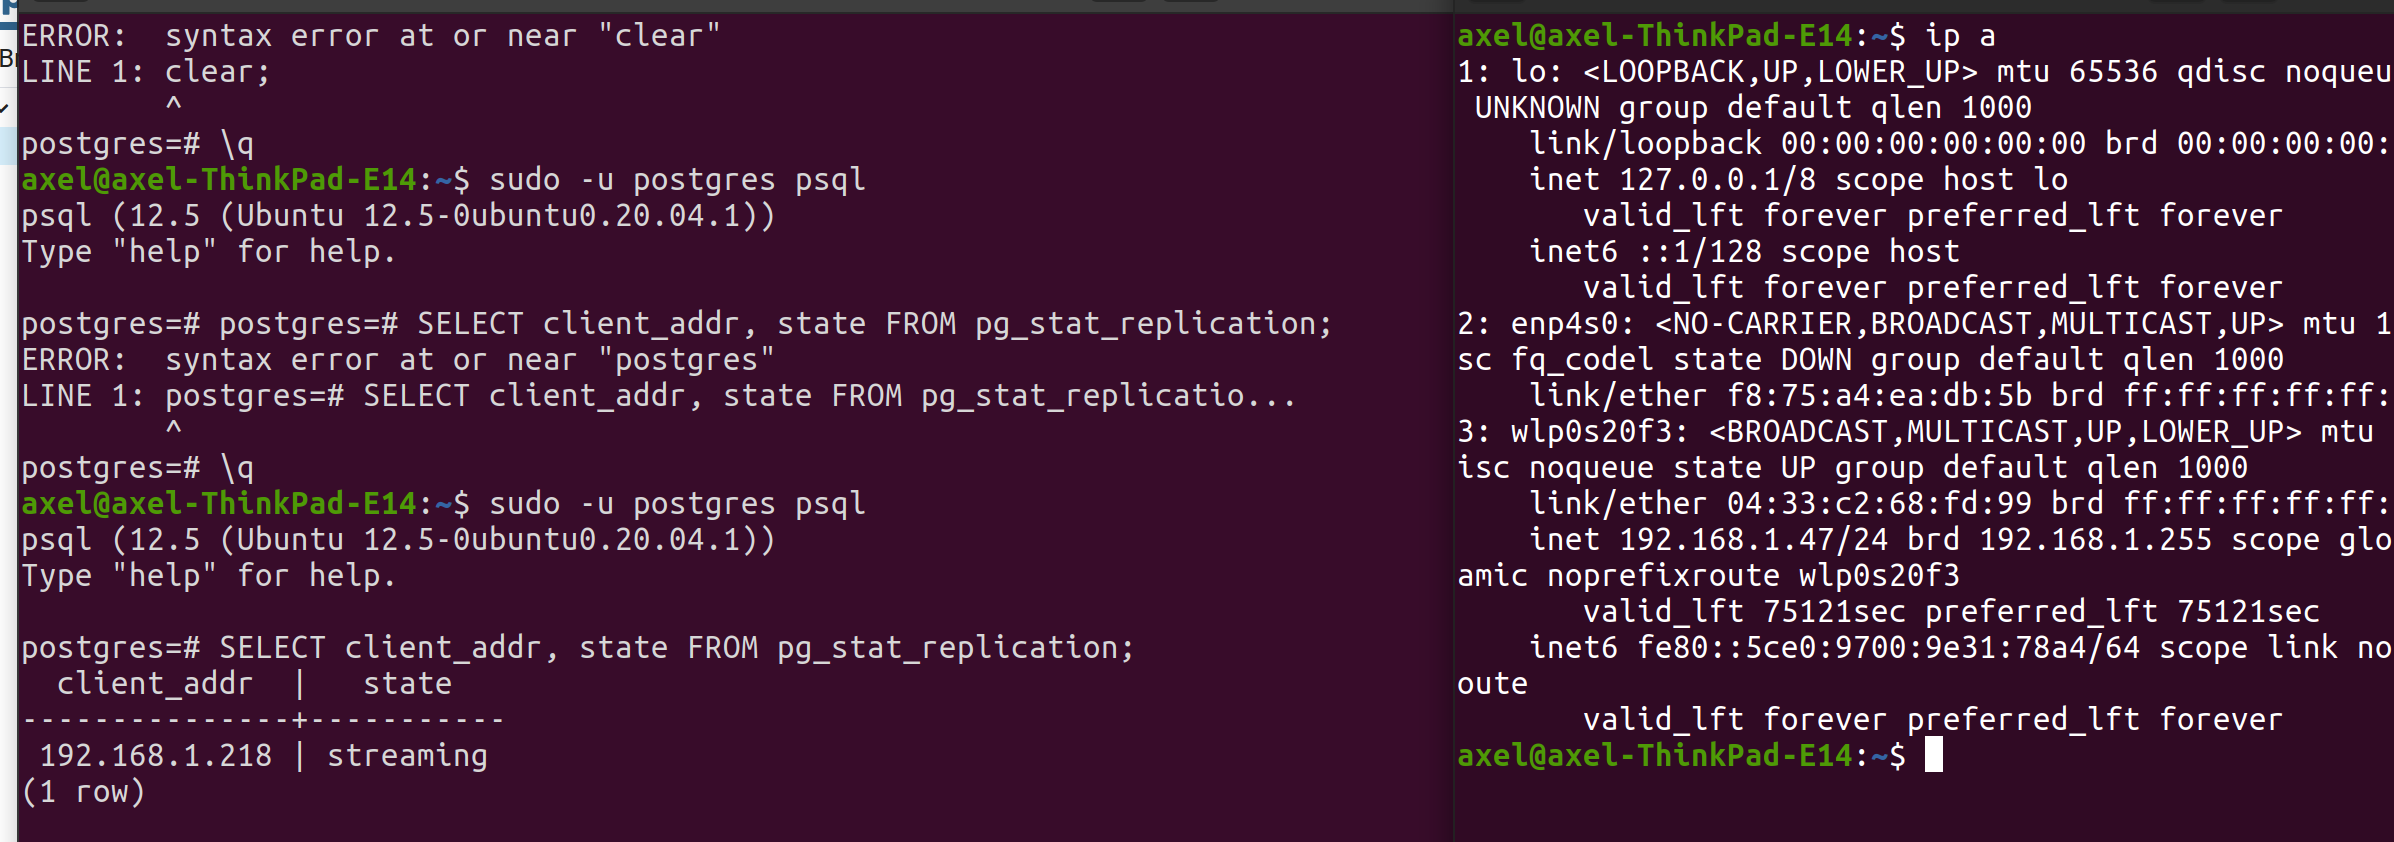 ERROR:  syntax error at or near "clear"
LINE 1: clear;
        ^
postgres=# \q
axel@axel-ThinkPad-E14:~$ sudo -u postgres psql
psql (12.5 (Ubuntu 12.5-0ubuntu0.20.04.1))
Type "help" for help.
postgres=# postgres=# SELECT client_addr, state FROM pg_stat_replication;
ERROR:  syntax error at or near "postgres"
LINE 1: postgres=# SELECT client_addr, state FROM pg_stat_replicatio...
        ^
postgres=# \q
axel@axel-ThinkPad-E14:~$ sudo -u postgres psql
psql (12.5 (Ubuntu 12.5-0ubuntu0.20.04.1))
Type "help" for help.
postgres=# SELECT client_addr, state FROM pg_stat_replication;
  client_addr  |   state
---------------+-----------
 192.168.1.218 | streaming
(1 row)
axel@axel-ThinkPad-E14:~$ ip a
1: lo: <LOOPBACK,UP,LOWER_UP> mtu 65536 qdisc noqueu
 UNKNOWN group default qlen 1000
    link/loopback 00:00:00:00:00:00 brd 00:00:00:00:
    inet 127.0.0.1/8 scope host lo
       valid_lft forever preferred_lft forever
    inet6 ::1/128 scope host
       valid_lft forever preferred_lft forever
2: enp4s0: <NO-CARRIER,BROADCAST,MULTICAST,UP> mtu 1
sc fq_codel state DOWN group default qlen 1000
    link/ether f8:75:a4:ea:db:5b brd ff:ff:ff:ff:ff:
3: wlp0s20f3: <BROADCAST,MULTICAST,UP,LOWER_UP> mtu
isc noqueue state UP group default qlen 1000
    link/ether 04:33:c2:68:fd:99 brd ff:ff:ff:ff:ff:
    inet 192.168.1.47/24 brd 192.168.1.255 scope glo
amic noprefixroute wlp0s20f3
       valid_lft 75121sec preferred_lft 75121sec
    inet6 fe80::5ce0:9700:9e31:78a4/64 scope link no
oute
       valid_lft forever preferred_lft forever
axel@axel-ThinkPad-E14:~$